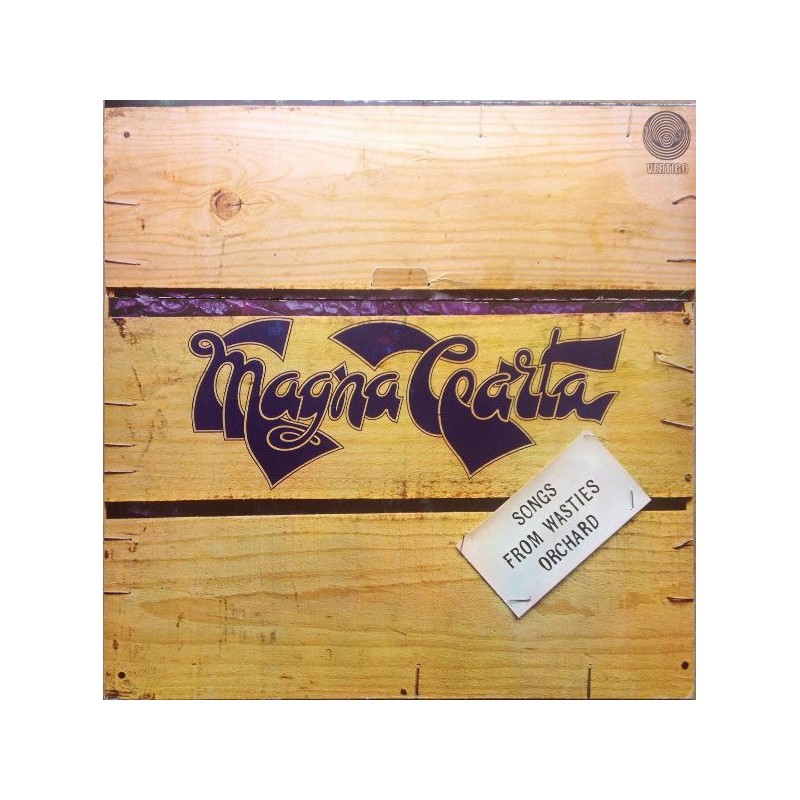 VERTIGO
Magna Carta
SONGS
FROM WASTIES
ORCHARD